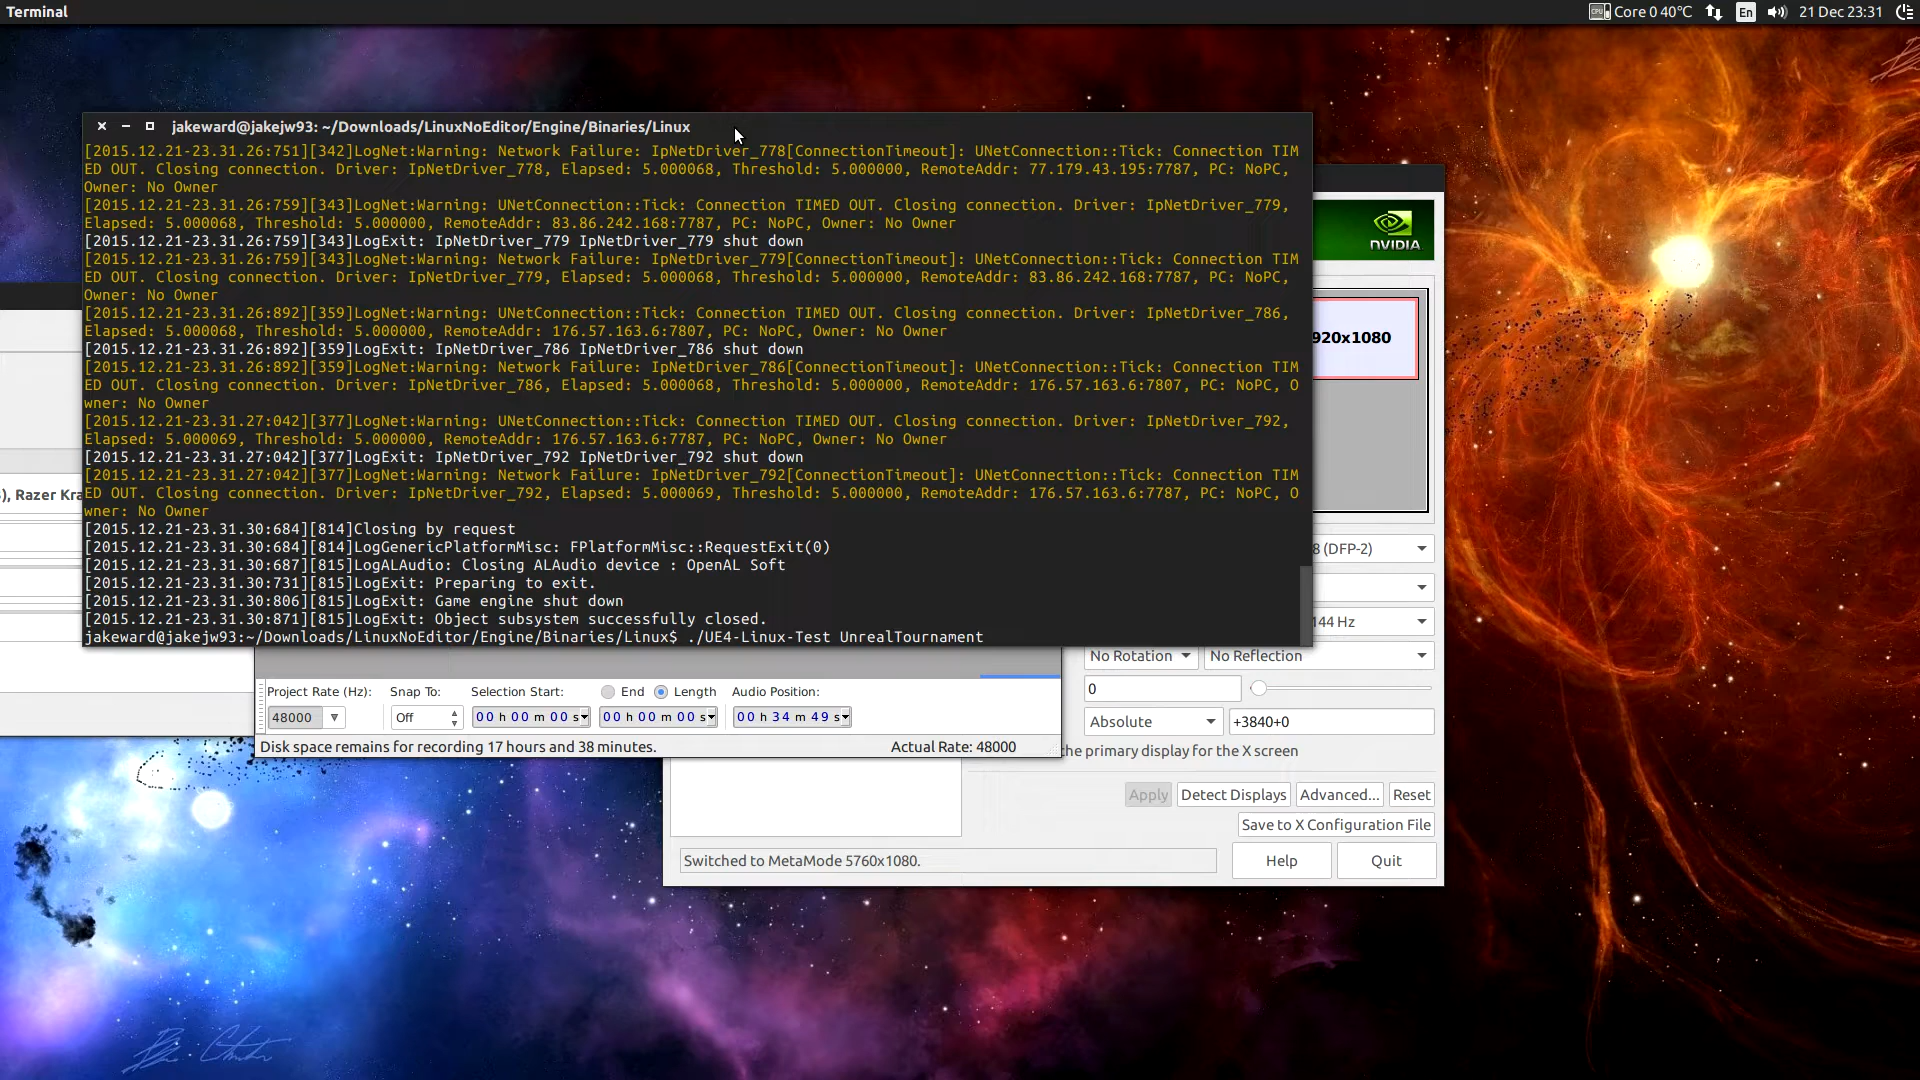 Terminal
Core 0 40°C
En
21 Dec 23:31
jakeward@jakejw93: ~/Downloads/LinuxNoEditor/Engine/Binaries/Linux
[2015.12.21-23.31.26:751][342]LogNet:Warning: Network Failure: IpNetDriver_778[ConnectionTimeout]: UNetConnection::Tick: Connection TIM
ED OUT. Closing connection. Driver: IpNetDriver_778, Elapsed: 5.000068, Threshold: 5.000000, RemoteAddr: 77.179.43.195:7787, PC: NoPC,
Owner: No Owner
[2015.12.21-23.31.26:759][343]LogNet:Warning: UNetConnection::Tick: Connection TIMED OUT. Closing connection. Driver: IpNetDriver_779,
Elapsed: 5.000068, Threshold: 5.000000, RemoteAddr: 83.86.242.168:7787, PC: NoPC, Owner: No Owner
[2015.12.21-23.31.26:759][343]LogExit: IpNetDriver_779 IpNetDriver_779 shut down
[2015.12.21-23.31.26:759][343]LogNet:Warning: Network Failure: IpNetDriver_779[ConnectionTimeout]: UNetConnection::Tick: Connection TIM
ED OUT. Closing connection. Driver: IpNetDriver_779, Elapsed: 5.000068, Threshold: 5.000000, RemoteAddr: 83.86.242.168:7787, PC: NoPC,
Owner: No Owner
[2015.12.21-23.31.26:892][359]LogNet:Warning: UNetConnection::Tick: Connection TIMED OUT. Closing connection. Driver: IpNetDriver_786,
Elapsed: 5.000068, Threshold: 5.000000, RemoteAddr: 176.57.163.6:7807, PC: NoPC, Owner: No Owner
[2015.12.21-23.31.26:892][359]LogExit: IpNetDriver_786 IpNetDriver_786 shut down
[2015.12.21-23.31.26:892][359]LogNet:Warning: Network Failure: IpNetDriver_786[ConnectionTimeout]: UNetConnection::Tick: Connection TIM
ED OUT. Closing connection. Driver: IpNetDriver_786, Elapsed: 5.000068, Threshold: 5.000000, RemoteAddr: 176.57.163.6:7807, PC: NoPC, O
wner: No Owner
[2015.12.21-23.31.27:042][377]LogNet:Warning: UNetConnection::Tick: Connection TIMED OUT. Closing connection. Driver: IpNetDriver_792,
Elapsed: 5.000069, Threshold: 5.000000, RemoteAddr: 176.57.163.6:7787, PC: NoPC, Owner: No Owner
[2015.12.21-23.31.27:042][377]LogExit: IpNetDriver_792 IpNetDriver_792 shut down
[2015.12.21-23.31.27:042][377]LogNet:Warning: Network Failure: IpNetDriver_792[ConnectionTimeout]: UNetConnection::Tick: Connection TIM
ED OUT. Closing connection. Driver: IpNetDriver_792, Elapsed: 5.000069, Threshold: 5.000000, RemoteAddr: 176.57.163.6:7787, PC: NoPC, O
wner: No Owner
[2015.12.21-23.31.30:684][814]Closing by request
[2015.12.21-23.31.30:684][814]LogGenericPlatformMisc: FPlatformMisc::RequestExit(0)
[2015.12.21-23.31.30:687][815]LogALAudio: Closing ALAudio device : OpenAL Soft
[2015.12.21-23.31.30:731][815]LogExit: Preparing to exit.
[2015.12.21-23.31.30:806][815]LogExit: Game engine shut down
[2015.12.21-23.31.30:871][815]LogExit: Object subsystem successfully closed.
jakeward@jakejw93:~/Downloads/LinuxNoEditor/Engine/Binaries/Linux$ ./UE4-Linux-Test UnrealTournament
), Razer Kra
NVIDIA
920x1080
8 (DFP-2)
144 Hz
No Rotation
No Reflection
0
Absolute
+3840+0
the primary display for the X screen
Apply
Detect Displays
Advanced...
Reset
Save to X Configuration File
Switched to MetaMode 5760x1080.
Help
Quit
Project Rate (Hz):
Snap To:
Selection Start:
End
Length
Audio Position:
48000
Off
00 h 00 m 00 s
00 h 00 m 00 s
00 h 34 m 49 s
Disk space remains for recording 17 hours and 38 minutes.
Actual Rate: 48000